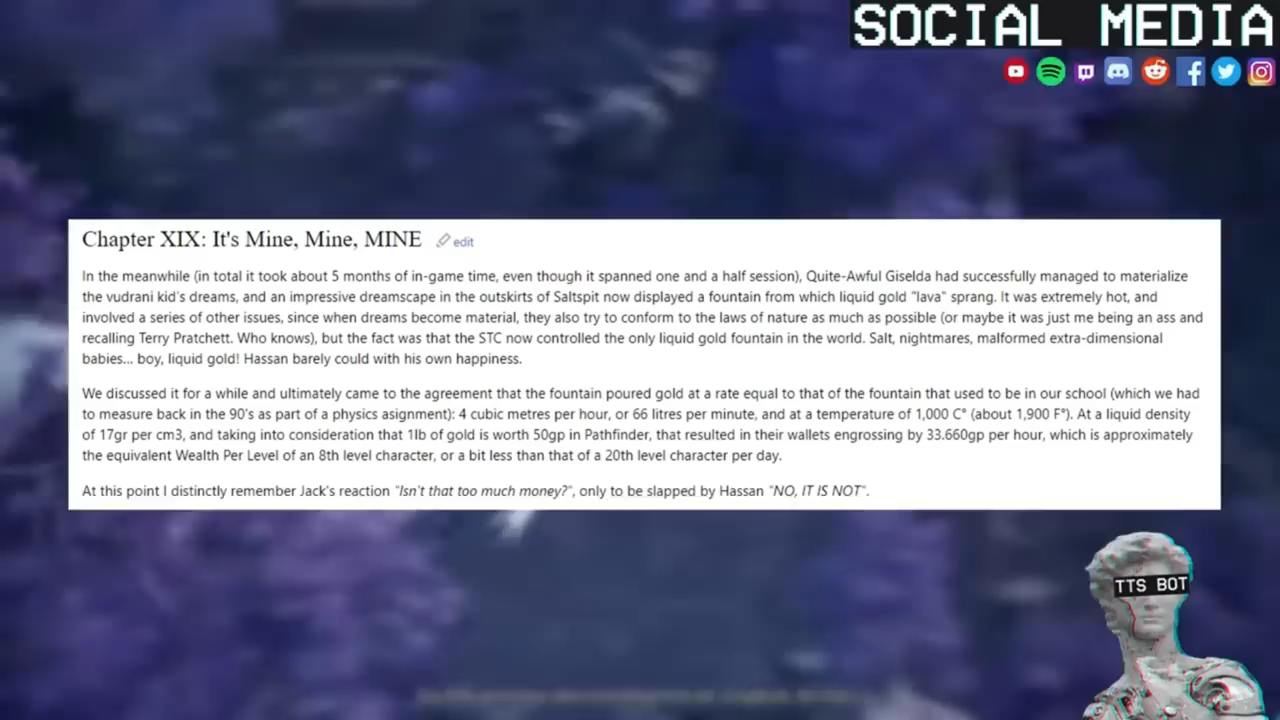 SOCIAL MEDIA
Chapter XIX: It's Mine, Mine, MINE edit
In the meanwhile (in total it took about 5 months of in-game time, even though it spanned one and a half session), Quite-Awful Giselda had successfully managed to materialize
the vudrani kid's dreams, and an impressive dreamscape in the outskirts of Saltspit now displayed a fountain from which liquid gold "lava" sprang. It was extremely hot, and
involved a series of other issues, since when dreams become material, they also try to conform to the laws of nature as much as possible (or maybe it was just me being an ass and
recalling Terry Pratchett. Who knows), but the fact was that the STC now controlled the only liquid gold fountain in the world. Salt, nightmares, malformed extra-dimensional
babies... boy, liquid gold! Hassan barely could with his own happiness.
We discussed it for a while and ultimately came to the agreement that the fountain poured gold at a rate equal to that of the fountain that used to be in our school (which we had
to measure back in the 90's as part of a physics asignment): 4 cubic metres per hour, or 66 litres per minute, and at a temperature of 1,000 C° (about 1,900 F°). At a liquid density
of 17gr per cm3, and taking into consideration that 1lb of gold is worth 50gp in Pathfinder, that resulted in their wallets engrossing by 33.660gp per hour, which is approximately
the equivalent Wealth Per Level of an 8th level character, or a bit less than that of a 20th level character per day.
At this point I distinctly remember Jack's reaction "Isn't that too much money?", only to be slapped by Hassan "NO, IT IS NOT".
TTS BOT